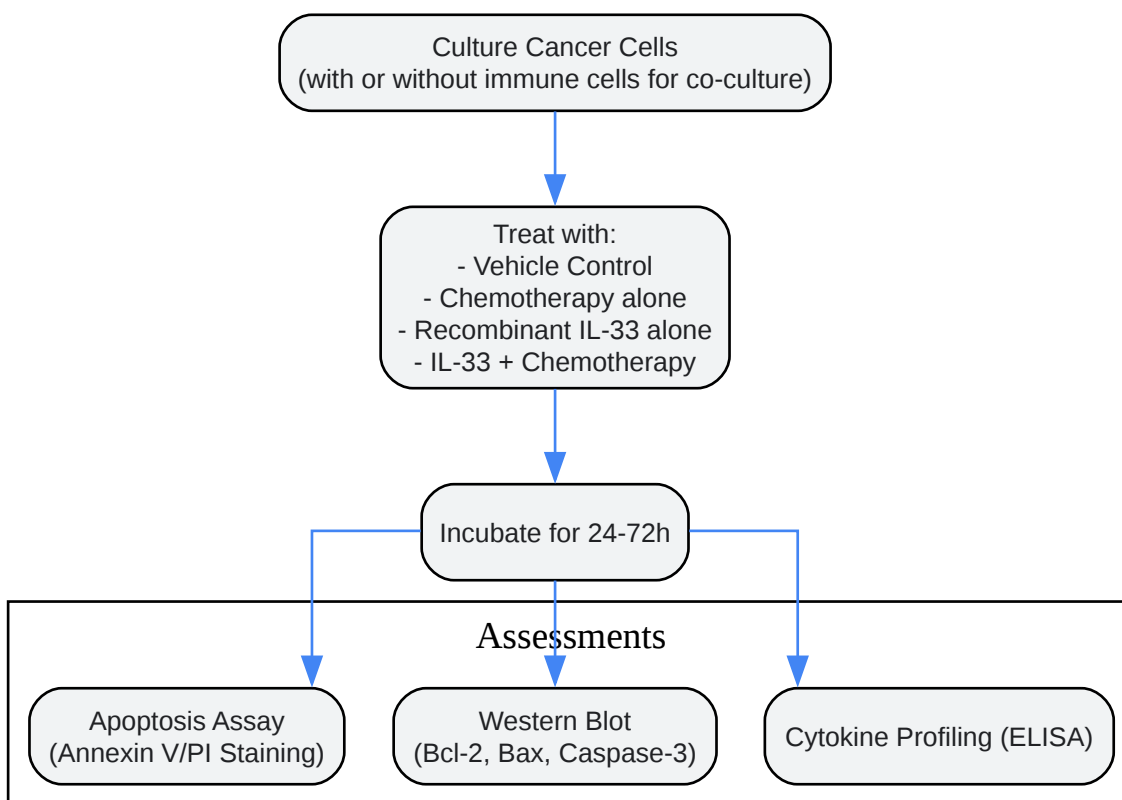 Culture Cancer Cells
(with or without immune cells for co-culture)
Treat with:
- Vehicle Control
- Chemotherapy alone
- Recombinant IL-33 alone
- IL-33 + Chemotherapy
Incubate for 24-72h
Assessments
Apoptosis Assay
(Annexin V/PI Staining)
Western Blot
(Bcl-2, Bax, Caspase-3)
Cytokine Profiling (ELISA)